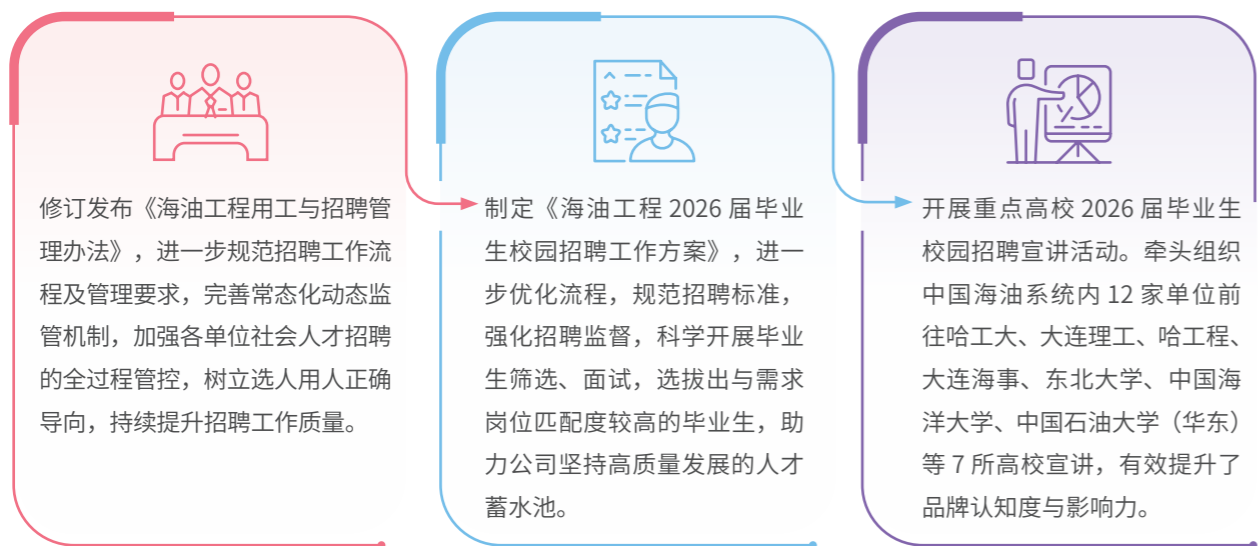 修订发布《海油工程用工与招聘管
理办法》，进一步规范招聘工作流
程及管理要求，完善常态化动态监
管机制，加强各单位社会人才招聘
的全过程管控，树立选人用人正确
导向，持续提升招聘工作质量。
制定《海油工程 2026 届毕业
生校园招聘工作方案》，进一
步优化流程，规范招聘标准，
强化招聘监督，科学开展毕业
生筛选、面试，选拔出与需求
岗位匹配度较高的毕业生，助
力公司坚持高质量发展的人才
蓄水池。
开展重点高校 2026 届毕业生
校园招聘宣讲活动。牵头组织
中国海油系统内 12 家单位前
往哈工大、大连理工、哈工程、
大连海事、东北大学、中国海
洋大学、中国石油大学（华东）
等 7 所高校宣讲，有效提升了
品牌认知度与影响力。